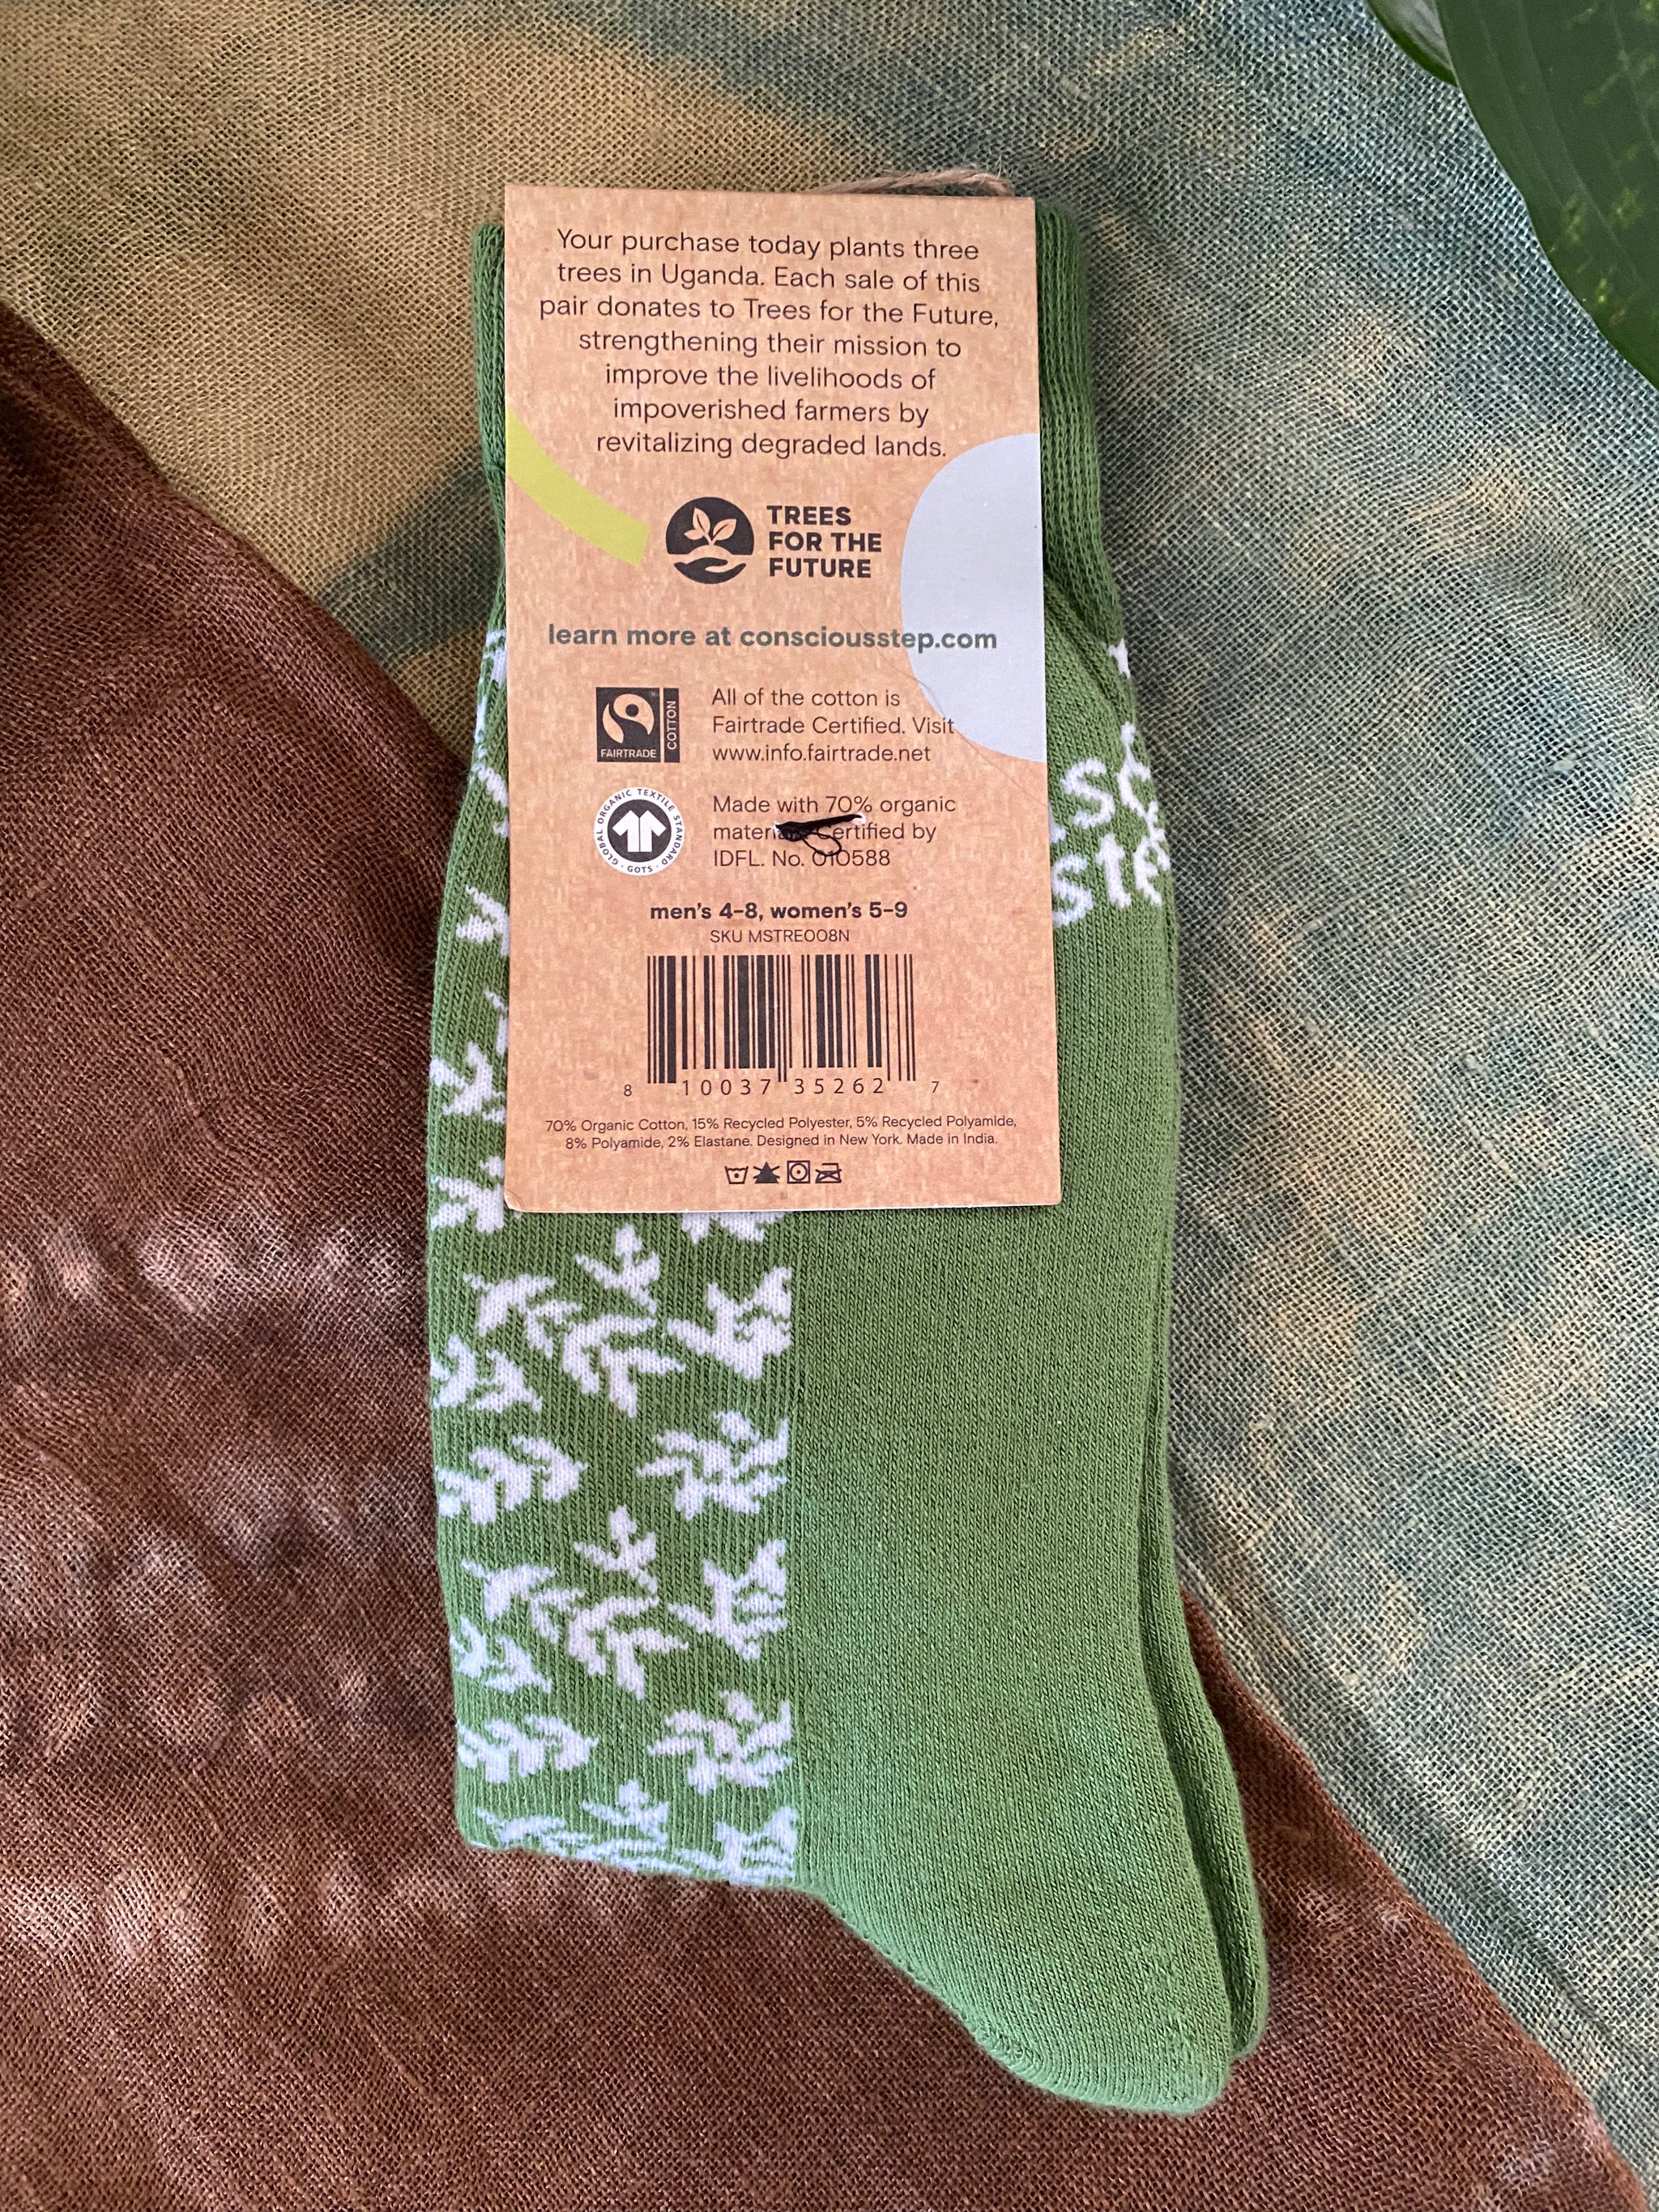 Your purchase today plants three
trees in Uganda. Each sale of this
pair donates to Trees for the Future,
strengthening their mission to
improve the livelihoods of
impoverished farmers by
revitalizing degraded lands.
TREES
FOR THE
FUTURE
learn more at consciousstep.com
FAIRTRADE
COTTON
All of the cotton is
Fairtrade Certified. Visit
www.info.fairtrade.net
GLOBAL ORGANIC TEXTILE STANDARD · GOTS ·
Made with 70% organic
Certified by
IDFL. No. 010588
men's 4-8, women's 5-9
SKU MSTRE008N
8 10037 35262 7
70% Organic Cotton, 15% Recycled Polyester, 5% Recycled Polyamide,
8% Polyamide, 2% Elastane. Designed in New York. Made in India.
sc
ste